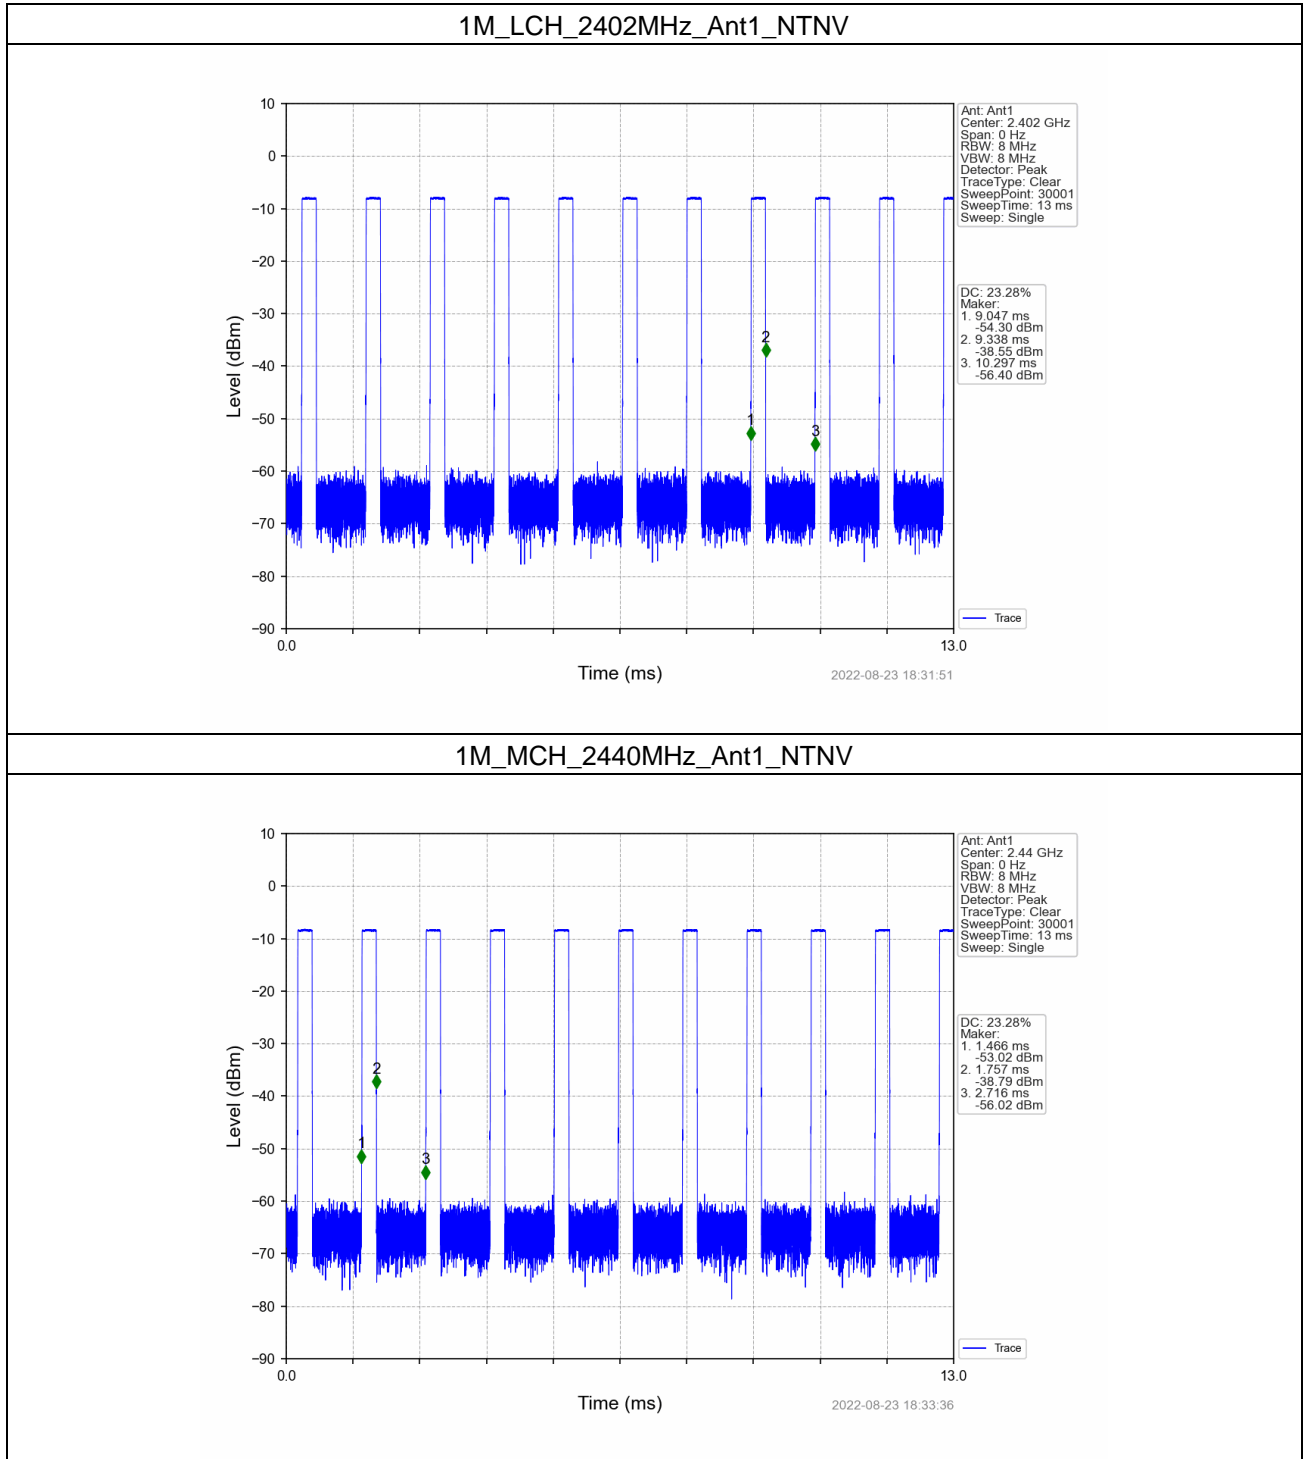 1M_LCH_2402MHz_Ant1_NTNV
10
0
−10
−20
−30
−40
−50
−60
−70
−80
−90
Level (dBm)
1
2
3
0.0
13.0
Time (ms)
2022-08-23 18:31:51
Ant: Ant1
Center: 2.402 GHz
Span: 0 Hz
RBW: 8 MHz
VBW: 8 MHz
Detector: Peak
TraceType: Clear
SweepPoint: 30001
SweepTime: 13 ms
Sweep: Single
DC: 23.28%
Maker:
1. 9.047 ms
-54.30 dBm
2. 9.338 ms
-38.55 dBm
3. 10.297 ms
-56.40 dBm
Trace
1M_MCH_2440MHz_Ant1_NTNV
10
0
−10
−20
−30
−40
−50
−60
−70
−80
−90
Level (dBm)
1
2
3
0.0
13.0
Time (ms)
2022-08-23 18:33:36
Ant: Ant1
Center: 2.44 GHz
Span: 0 Hz
RBW: 8 MHz
VBW: 8 MHz
Detector: Peak
TraceType: Clear
SweepPoint: 30001
SweepTime: 13 ms
Sweep: Single
DC: 23.28%
Maker:
1. 1.466 ms
-53.02 dBm
2. 1.757 ms
-38.79 dBm
3. 2.716 ms
-56.02 dBm
Trace